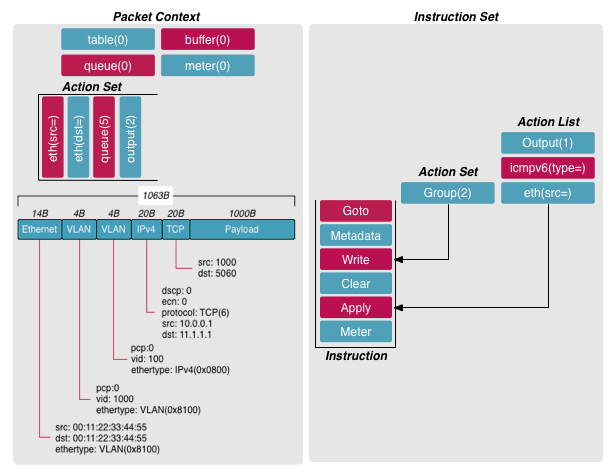 Packet Context
table(0)
buffer(0)
queue(0)
meter(0)
Action Set
eth(src=)
eth(dst=)
queue(5)
output(2)
1063B
14B
4B
4B
20B
20B
1000B
Ethernet
VLAN
VLAN
IPv4
TCP
Payload
src: 1000
dst: 5060
dscp: 0
ecn: 0
protocol: TCP(6)
src: 10.0.0.1
dst: 11.1.1.1
pcp:0
vid: 100
ethertype: IPv4(0x0800)
pcp:0
vid: 1000
ethertype: VLAN(0x8100)
src: 00:11:22:33:44:55
dst: 00:11:22:33:44:55
ethertype: VLAN(0x8100)
Instruction Set
Action List
Output(1)
icmpv6(type=)
eth(src=)
Action Set
Group(2)
Goto
Metadata
Write
Clear
Apply
Meter
Instruction